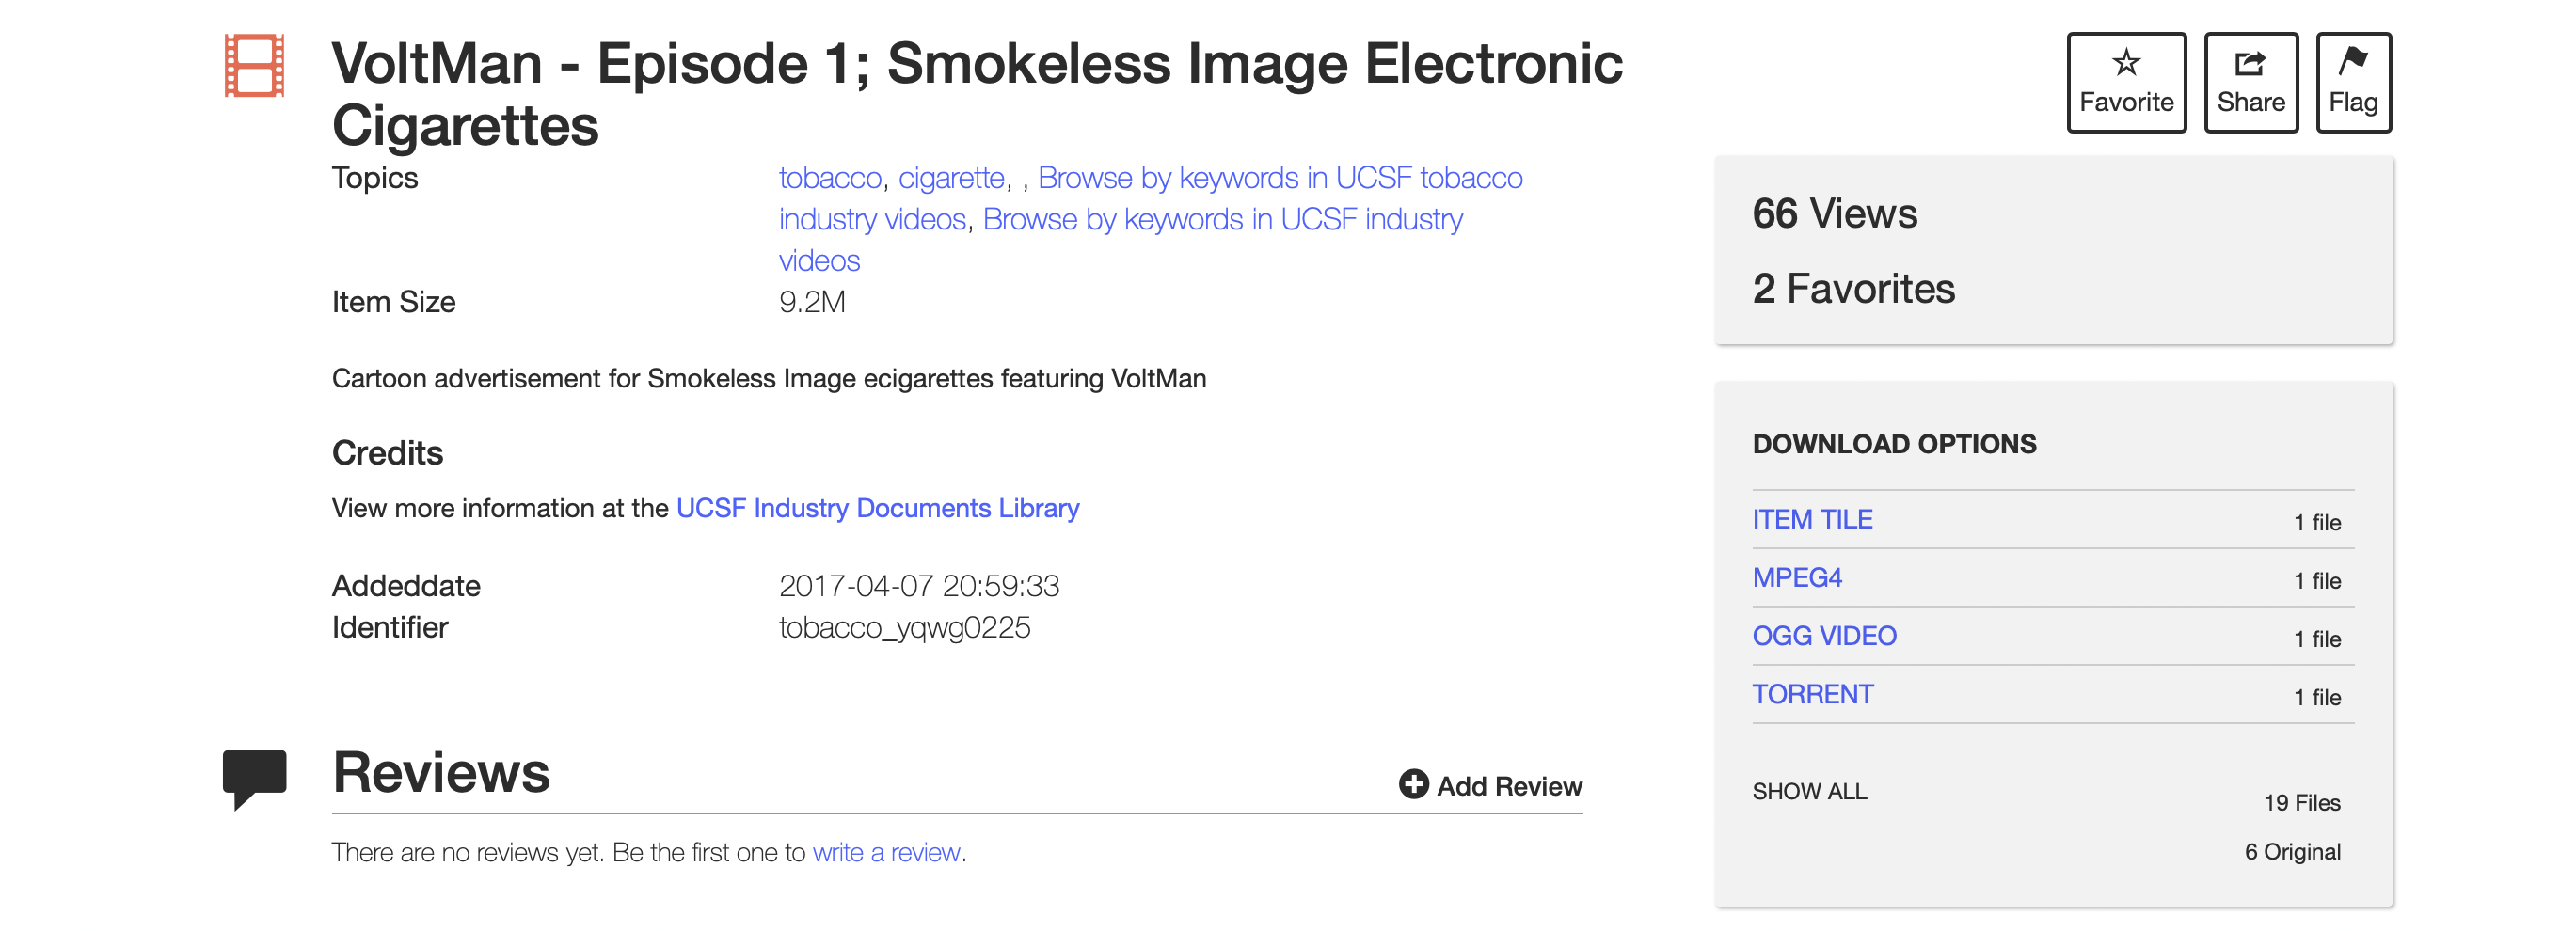 VoltMan - Episode 1; Smokeless Image Electronic
Cigarettes
Favorite
Share
Flag
Topics
tobacco, cigarette, , Browse by keywords in UCSF tobacco
industry videos, Browse by keywords in UCSF industry
videos
Item Size
9.2M
Cartoon advertisement for Smokeless Image ecigarettes featuring VoltMan
Credits
View more information at the UCSF Industry Documents Library
Addeddate
2017-04-07 20:59:33
Identifier
tobacco_yqwg0225
Reviews
Add Review
There are no reviews yet. Be the first one to write a review.
66 Views
2 Favorites
DOWNLOAD OPTIONS
ITEM TILE
1 file
MPEG4
1 file
OGG VIDEO
1 file
TORRENT
1 file
SHOW ALL
19 Files
6 Original